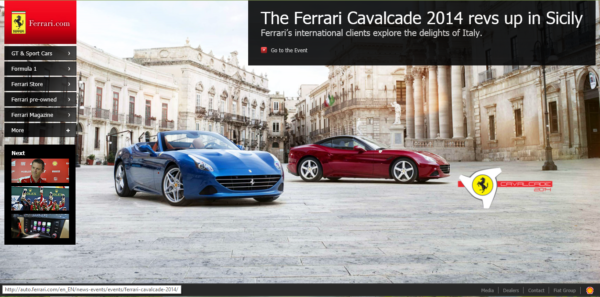 Ferrari.com
The Ferrari Cavalcade 2014 revs up in Sicily
Ferrari's international clients explore the delights of Italy.
Go to the Event
GT & Sport Cars
Formula 1
Ferrari Store
Ferrari pre-owned
Ferrari Magazine
More
Next
CAVALCADE
2014
http://auto.ferrari.com/en_EN/news-events/events/ferrari-cavalcade-2014/
Media | Dealers | Contact | Fiat Group